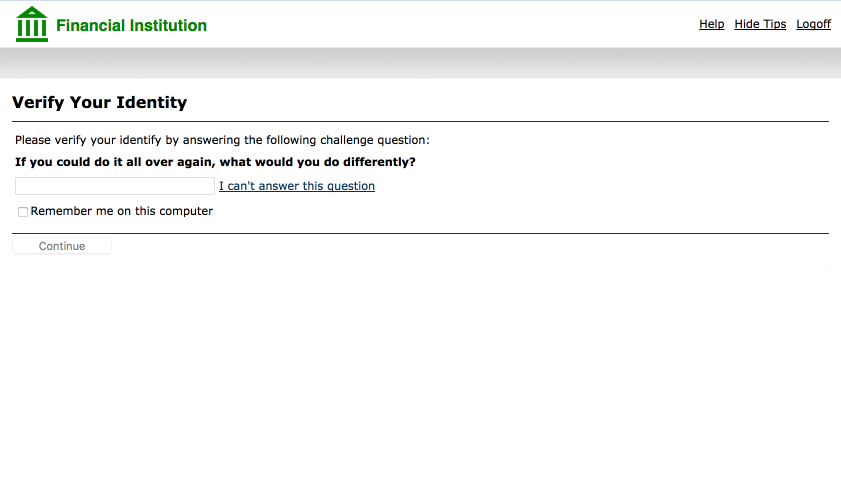 Financial Institution
Help Hide Tips Logoff
Verify Your Identity
Please verify your identify by answering the following challenge question:
If you could do it all over again, what would you do differently?
I can't answer this question
Remember me on this computer
Continue